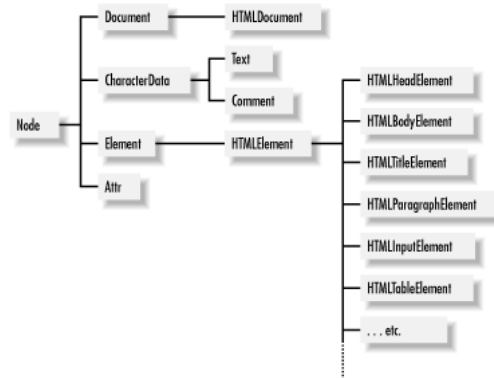 Document
HTMLDocument
Text
CharacterData
HTMLHeadElement
Comment
HTMLBodyElement
Node
Element
HTMLElement
HTMLTitleElement
Attr
HTMLParagraphElement
HTMLInputElement
HTMLTableElement
. . . etc.